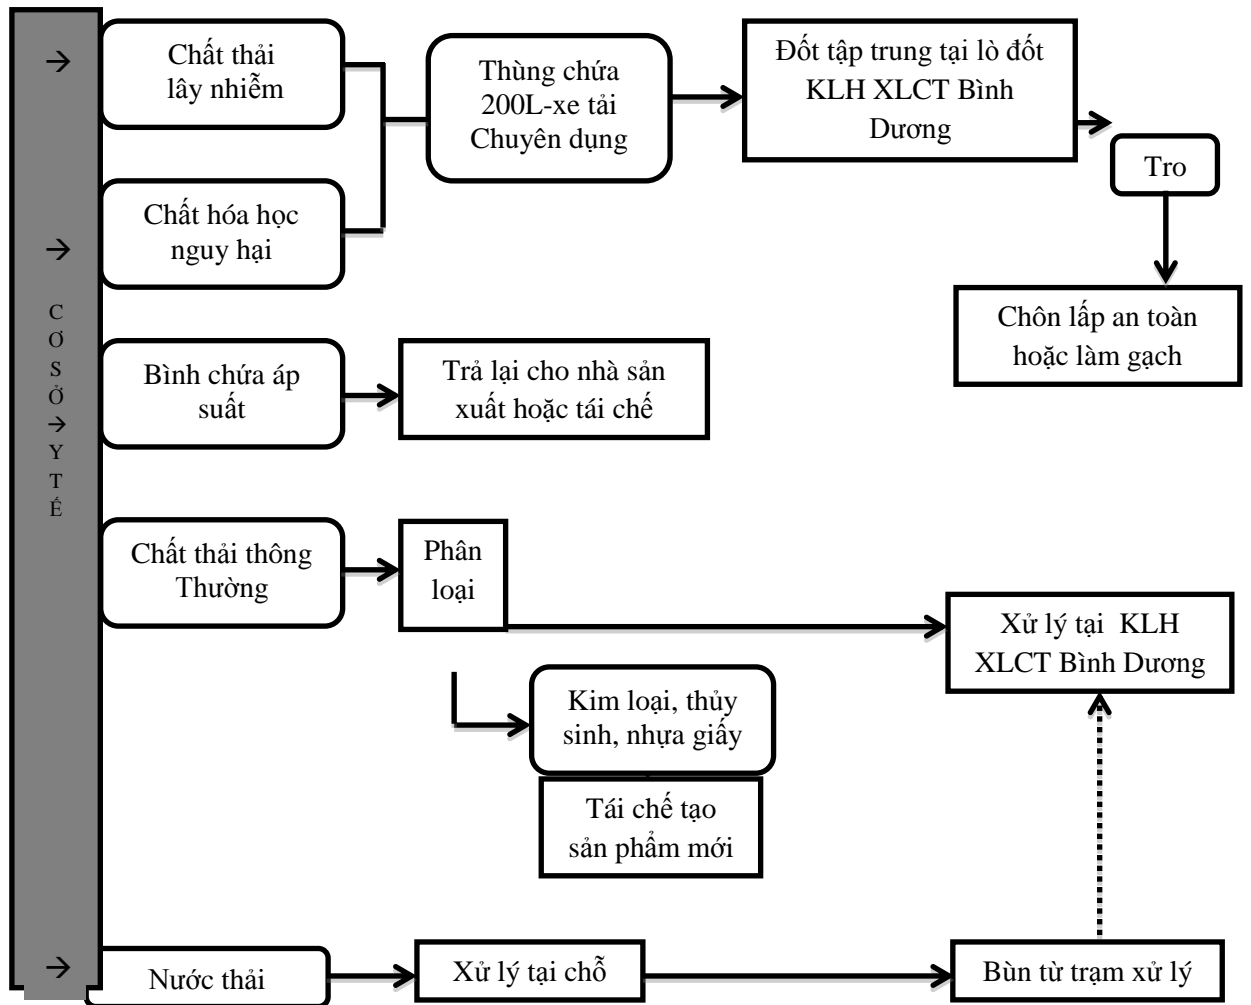 →
Chất thải
lây nhiễm
Thùng chứa
200L-xe tải
Chuyên dụng
Đốt tập trung tại lò đốt
KLH XLCT Bình
Dương
Tro
Chôn lấp an toàn
hoặc làm gạch
→
Chất hóa học
nguy hại
C
Ơ
S
Ở
→
Y
T
Ế
Bình chứa áp
suất
Trả lại cho nhà sản
xuất hoặc tái chế
Chất thải thông
Thường
Phân
loại
Xử lý tại KLH
XLCT Bình Dương
Kim loại, thủy
sinh, nhựa giấy
Tái chế tạo
sản phẩm mới
→
Nước thải
Xử lý tại chỗ
Bùn từ trạm xử lý